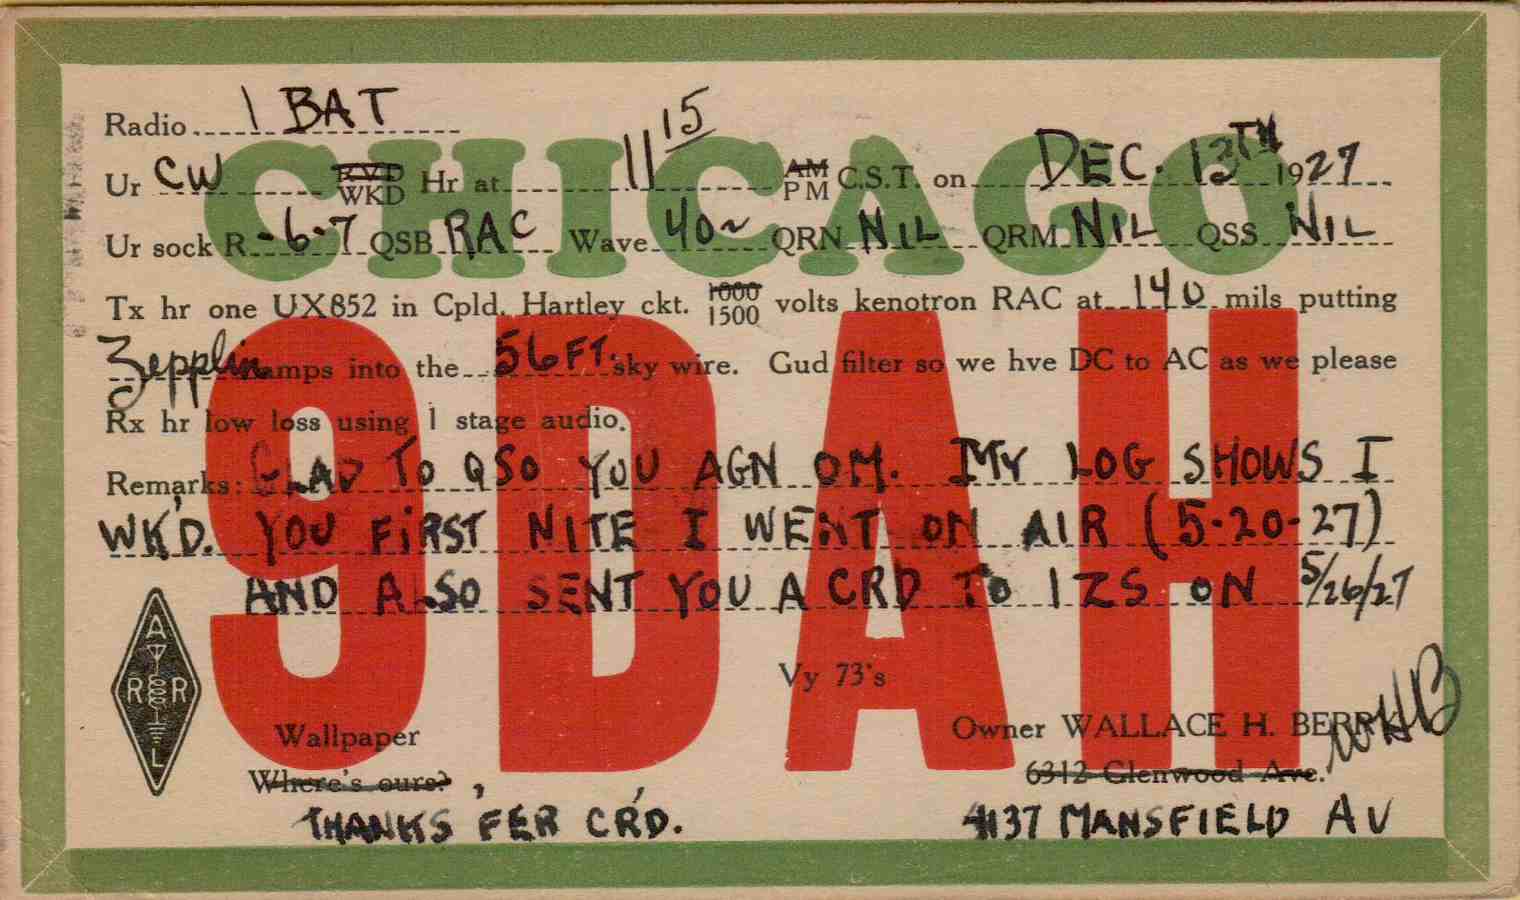 CHICAGO
9DAH
Radio 1 BAT
Ur CW RVD WKD Hr at 11 15 AM PM C.S.T. on DEC. 13TH 1927
Ur sock R-6-7 QSB RAC Wave 40~ QRN NIL QRM NIL QSS NIL
Tx hr one UX852 in Cpld. Hartley ckt. 1000 1500 volts kenotron RAC at 140 mils putting
Zepplin amps into the 56 FT. sky wire. Gud filter so we hve DC to AC as we please
Rx hr low loss using 1 stage audio.
Remarks: GLAD TO QSO YOU AGN OM. MY LOG SHOWS I
WK'D. YOU FIRST NITE I WENT ON AIR (5-20-27)
AND ALSO SENT YOU A CRD TO 1ZS ON 5/26/27
A
R R
L
Vy 73's
Wallpaper
Owner WALLACE H. BERRY WHB
Where's ours?
6312 Glenwood Ave.
THANKS 'FER CR'D.
4137 MANSFIELD AV